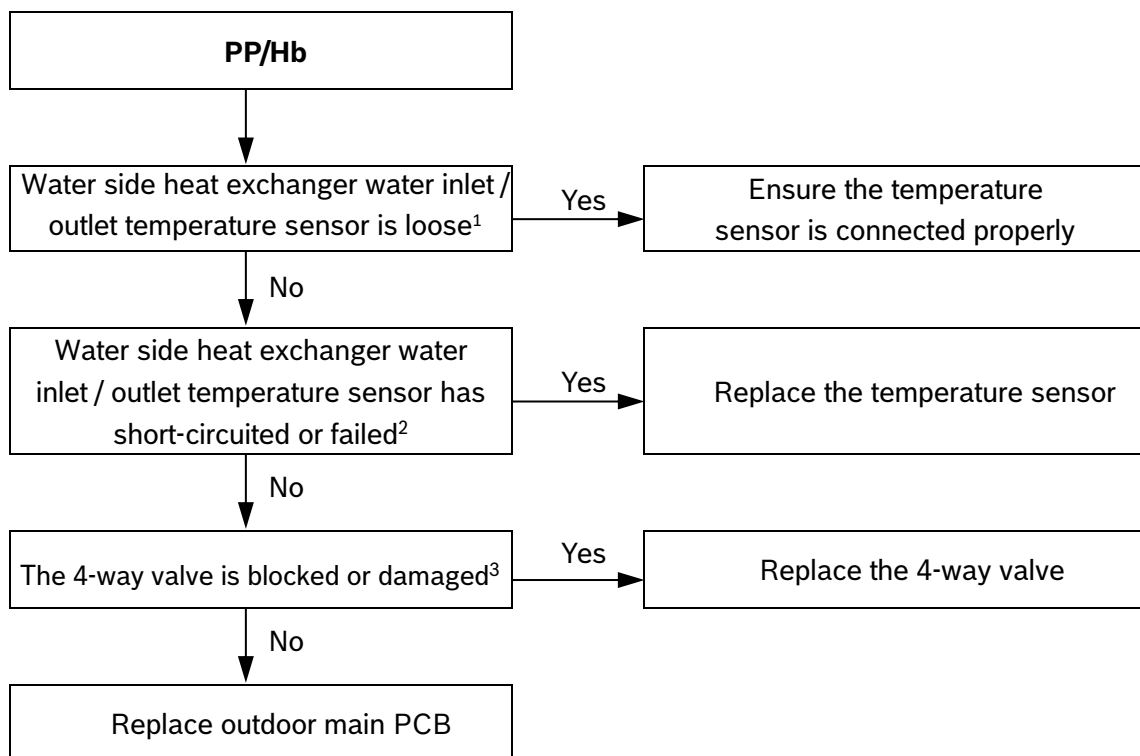 PP/Hb
Water side heat exchanger water inlet / 
outlet temperature sensor is loose¹
Yes
Ensure the temperature
sensor is connected properly
No
Water side heat exchanger water
inlet / outlet temperature sensor has
short-circuited or failed²
Yes
Replace the temperature sensor
No
The 4-way valve is blocked or damaged³
Yes
Replace the 4-way valve
No
Replace outdoor main PCB